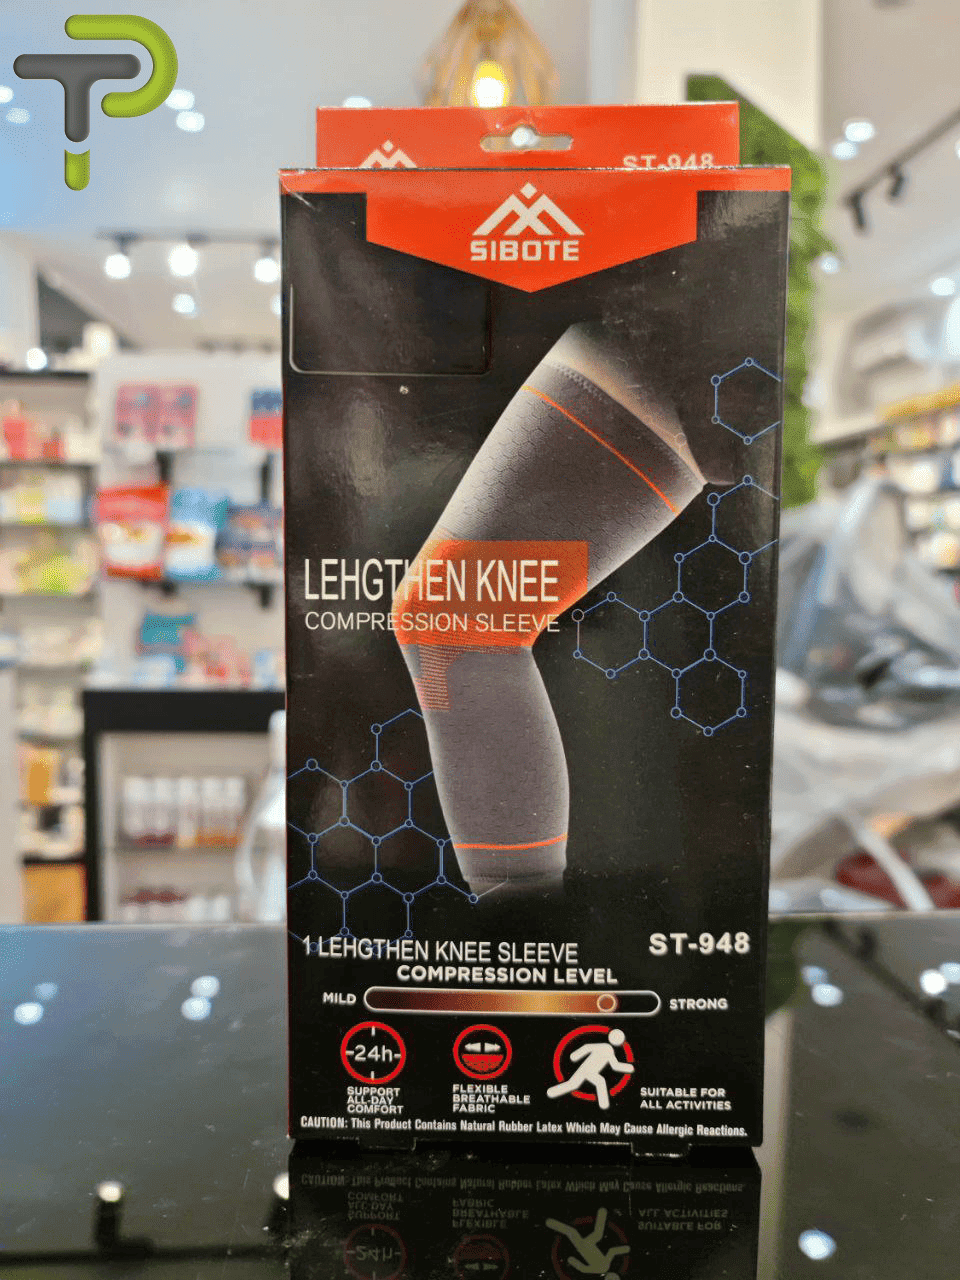 ST-948
SIBOTE
LEHGTHEN KNEE
COMPRESSION SLEEVE
1 LEHGTHEN KNEE SLEEVE
ST-948
COMPRESSION LEVEL
MILD
STRONG
24h
SUPPORT
ALL-DAY
COMFORT
FLEXIBLE
BREATHABLE
FABRIC
SUITABLE FOR
ALL ACTIVITIES
CAUTION: This Product Contains Natural Rubber Latex Which May Cause Allergic Reactions.